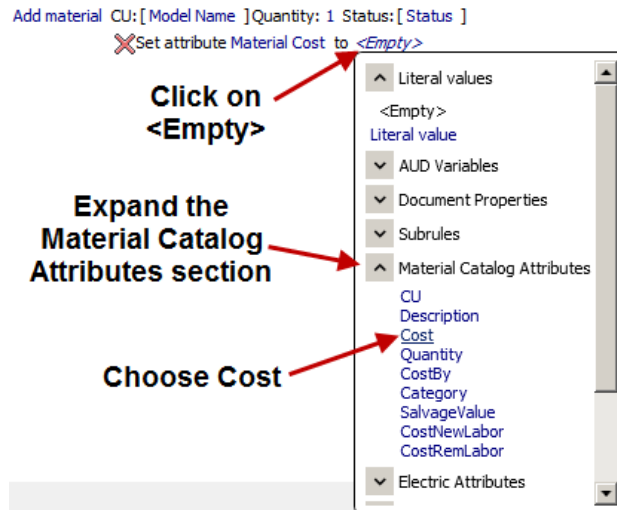 Add material CU:[ Model Name ]Quantity: 1 Status:[ Status ]
Set attribute Material Cost to <Empty>
Click on
<Empty>
Expand the
Material Catalog
Attributes section
Choose Cost
Literal values
<Empty>
Literal value
AUD Variables
Document Properties
Subrules
Material Catalog Attributes
CU
Description
Cost
Quantity
CostBy
Category
SalvageValue
CostNewLabor
CostRemLabor
Electric Attributes